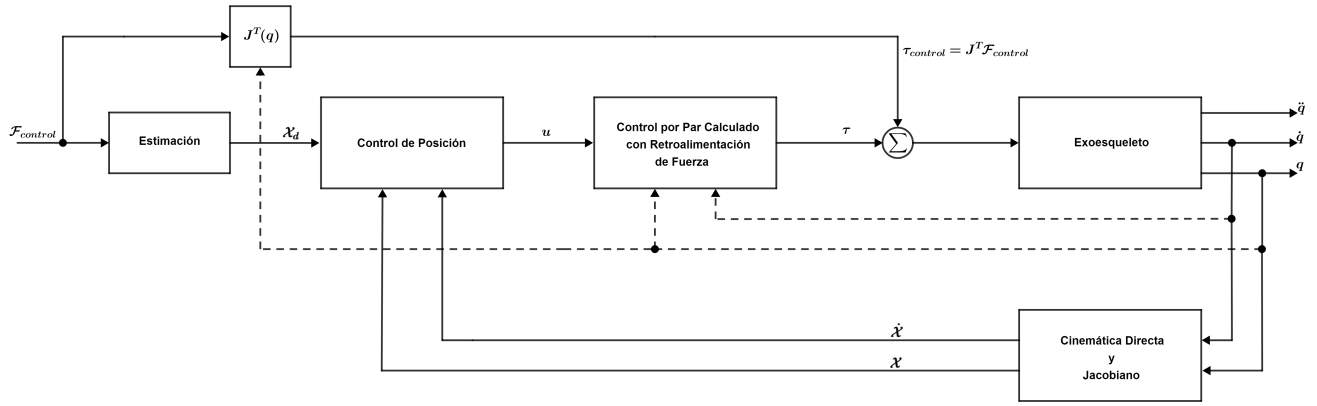 J^T(q)
τ_control = J^T ℱ_control
ℱ_control
Estimación
𝒳_d
Control de Posición
u
Control por Par Calculado
con Retroalimentación
de Fuerza
τ
∑
Exoesqueleto
q̈
q̇
q
𝒳̇
𝒳
Cinemática Directa
y
Jacobiano